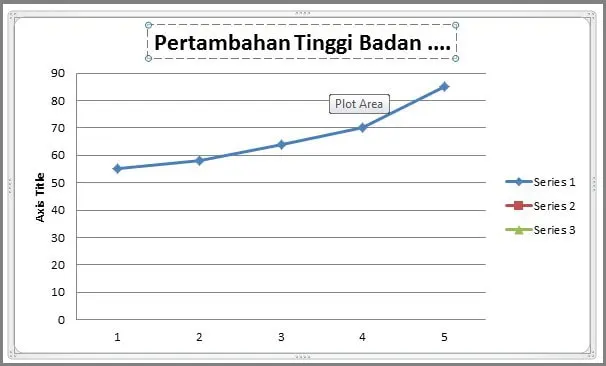 Pertambahan Tinggi Badan ....
90
80
Plot Area
70
60
50
40
30
20
10
0
Axis Title
1 2 3 4 5
Series 1
Series 2
Series 3